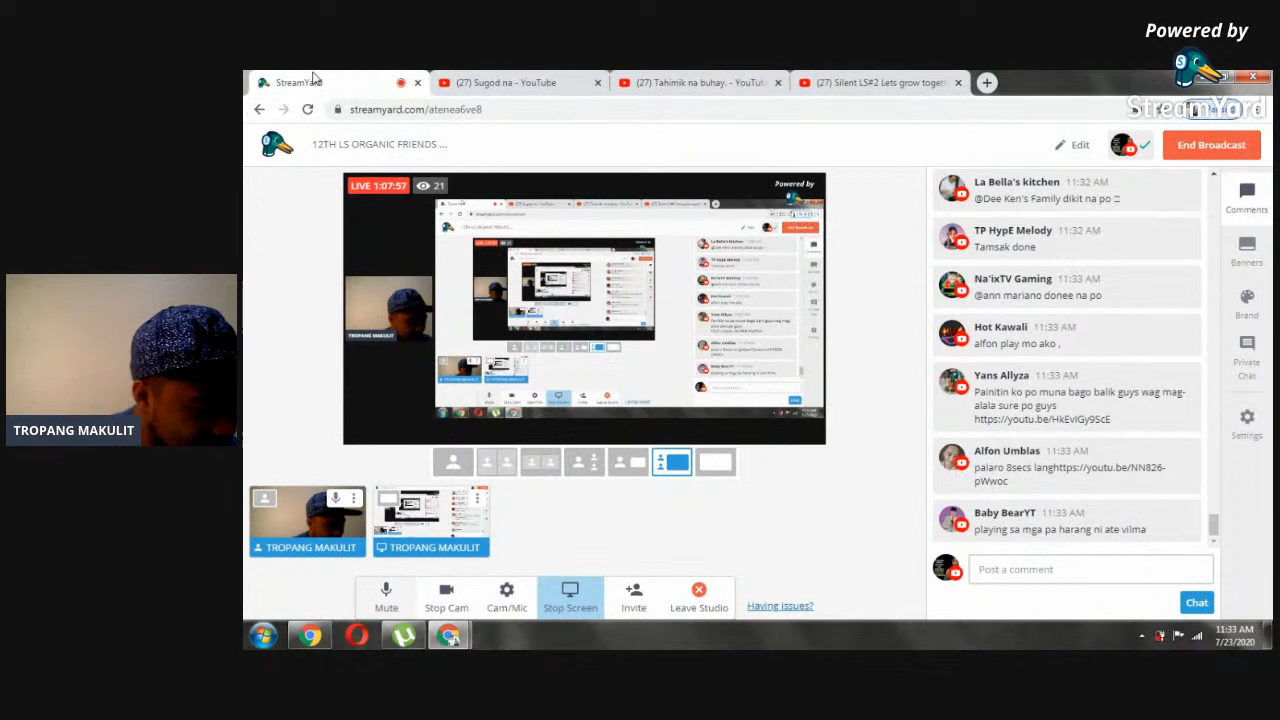 Powered by
StreamYard
StreamYard
(27) Sugod na - YouTube
(27) Tahimik na buhay. - YouTub
(27) Silent LS#2 Lets grow togeth
streamyard.com/atenea6ve8
Paused
12TH LS ORGANIC FRIENDS ...
Edit
End Broadcast
LIVE 1:07:57
21
Powered by
TROPANG MAKULIT
La Bella's kitchen 11:32 AM
@Dee Ken's Family dikit na po
TP HypE Melody 11:32 AM
Tamsak done
Na'ixTV Gaming 11:33 AM
@ann mariano donee na po
Hot Kawali 11:33 AM
alfon play mo ako ,
Yans Allyza 11:33 AM
Painitin ko po muna bago balik guys wag mag-
alala sure po guys
https://youtu.be/HkEvIGy9ScE
Alfon Umblas 11:33 AM
palaro 8secs langhttps://youtu.be/NN826-
pWwoc
Baby BearYT 11:33 AM
playing sa mga pa harang ni ate vilma
Post a comment
Chat
Comments
Banners
Brand
Private
Chat
Settings
TROPANG MAKULIT
TROPANG MAKULIT
TROPANG MAKULIT
Mute
Stop Cam
Cam/Mic
Stop Screen
Invite
Leave Studio
Having issues?
11:33 AM
7/23/2020